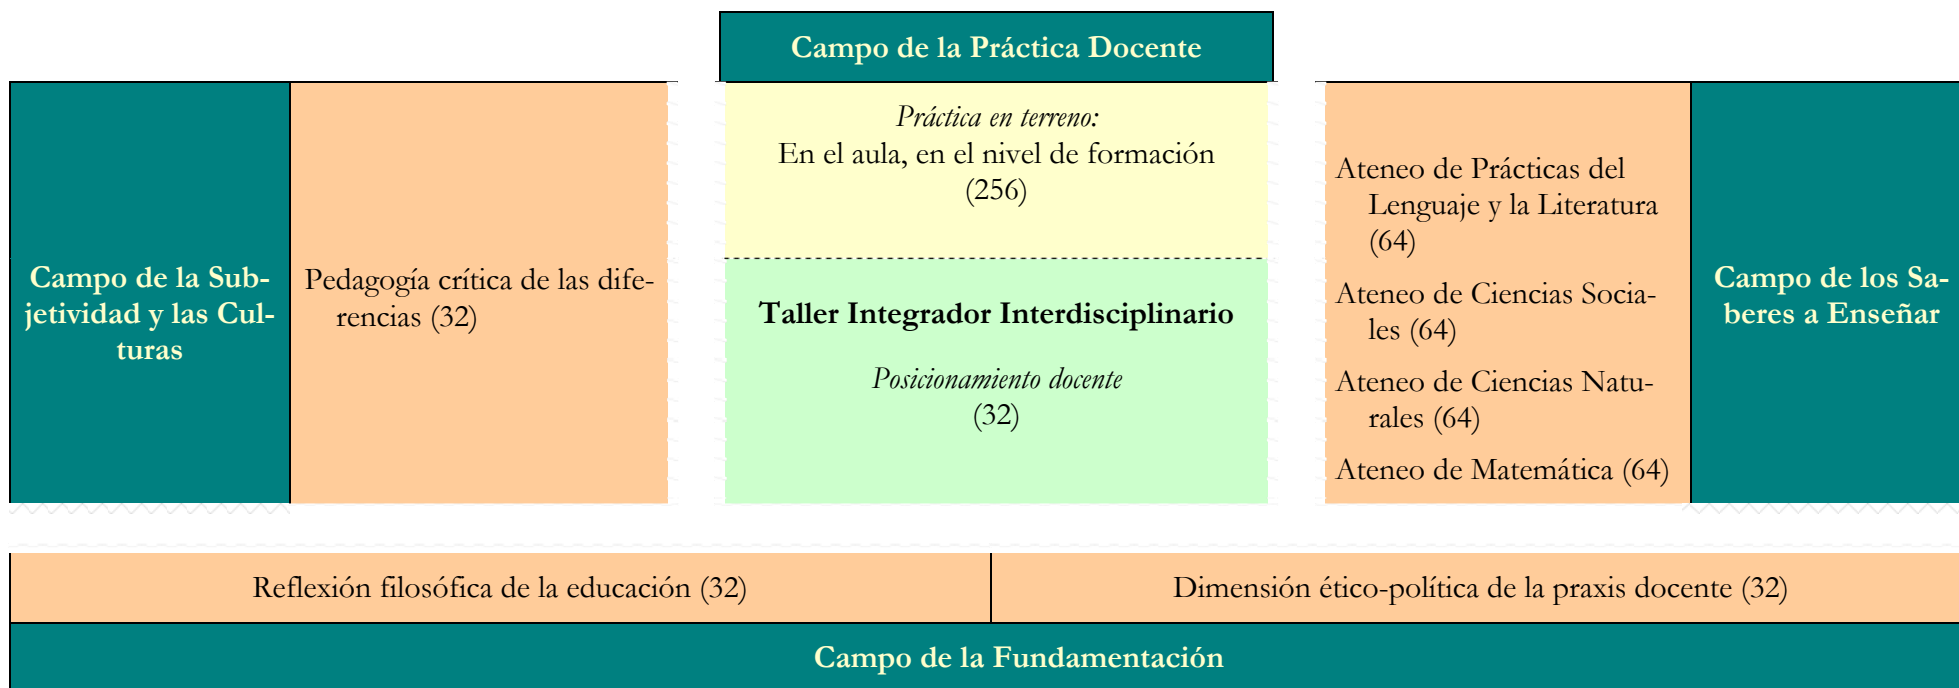 Campo de la Práctica Docente
Campo de la Sub-
jetividad y las Cul-
turas
Pedagogía crítica de las dife-
rencias (32)
Práctica en terreno:
En el aula, en el nivel de formación
(256)
Taller Integrador Interdisciplinario
Posicionamiento docente
(32)
Ateneo de Prácticas del
Lenguaje y la Literatura
(64)
Ateneo de Ciencias Socia-
les (64)
Ateneo de Ciencias Natu-
rales (64)
Ateneo de Matemática (64)
Campo de los Sa-
beres a Enseñar
Reflexión filosófica de la educación (32)
Dimensión ético-política de la praxis docente (32)
Campo de la Fundamentación